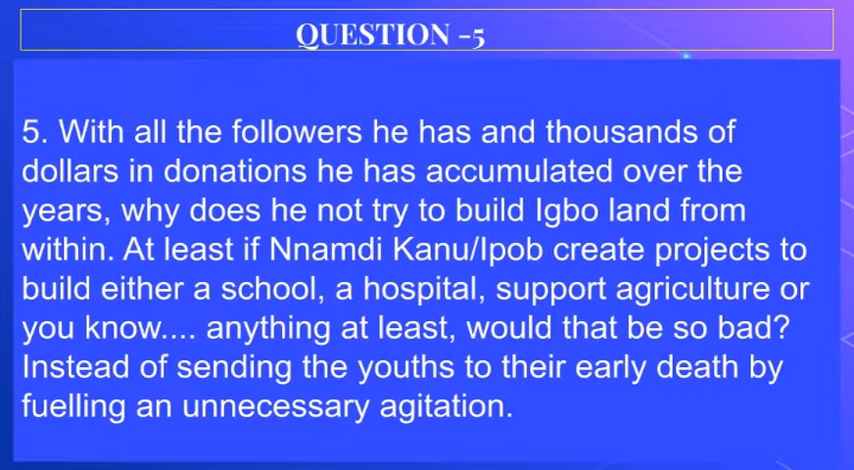 QUESTION -5
5. With all the followers he has and thousands of
dollars in donations he has accumulated over the
years, why does he not try to build Igbo land from
within. At least if Nnamdi Kanu/Ipob create projects to
build either a school, a hospital, support agriculture or
you know.... anything at least, would that be so bad?
Instead of sending the youths to their early death by
fuelling an unnecessary agitation.